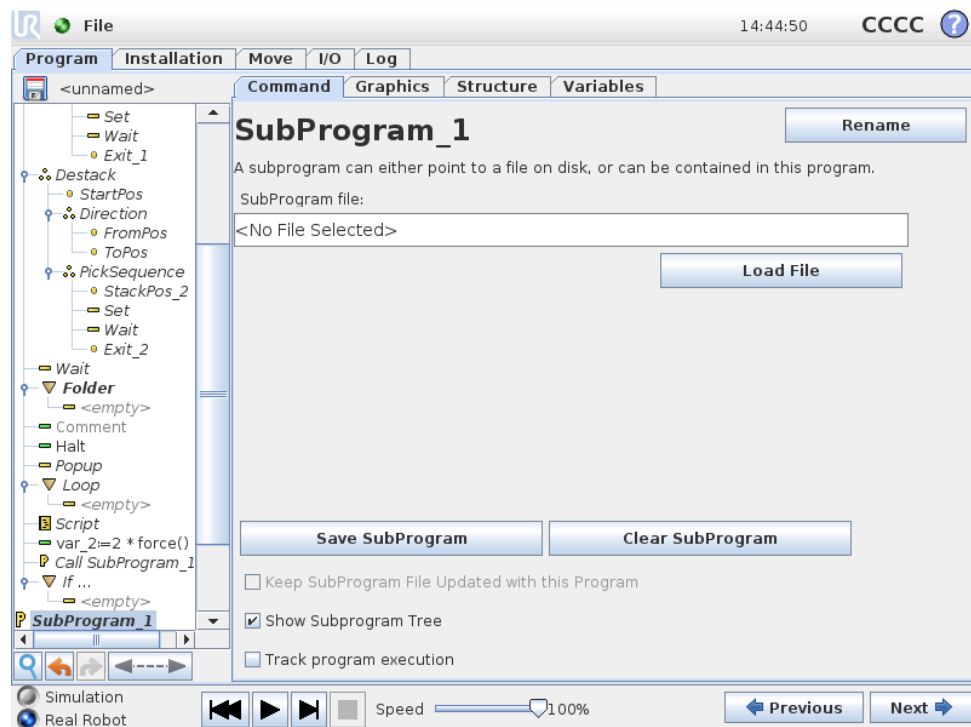 UR File 14:44:50 CCCC ?
Program Installation Move I/O Log
<unnamed>
Command Graphics Structure Variables
Set
Wait
Exit_1
Destack
StartPos
Direction
FromPos
ToPos
PickSequence
StackPos_2
Set
Wait
Exit_2
Wait
Folder
<empty>
Comment
Halt
Popup
Loop
<empty>
Script
var_2:=2 * force()
Call SubProgram_1
If ...
<empty>
SubProgram_1
SubProgram_1
Rename
A subprogram can either point to a file on disk, or can be contained in this program.
SubProgram file:
<No File Selected>
Load File
Save SubProgram Clear SubProgram
Keep SubProgram File Updated with this Program
Show Subprogram Tree
Track program execution
Simulation
Real Robot
Speed 100%
Previous Next